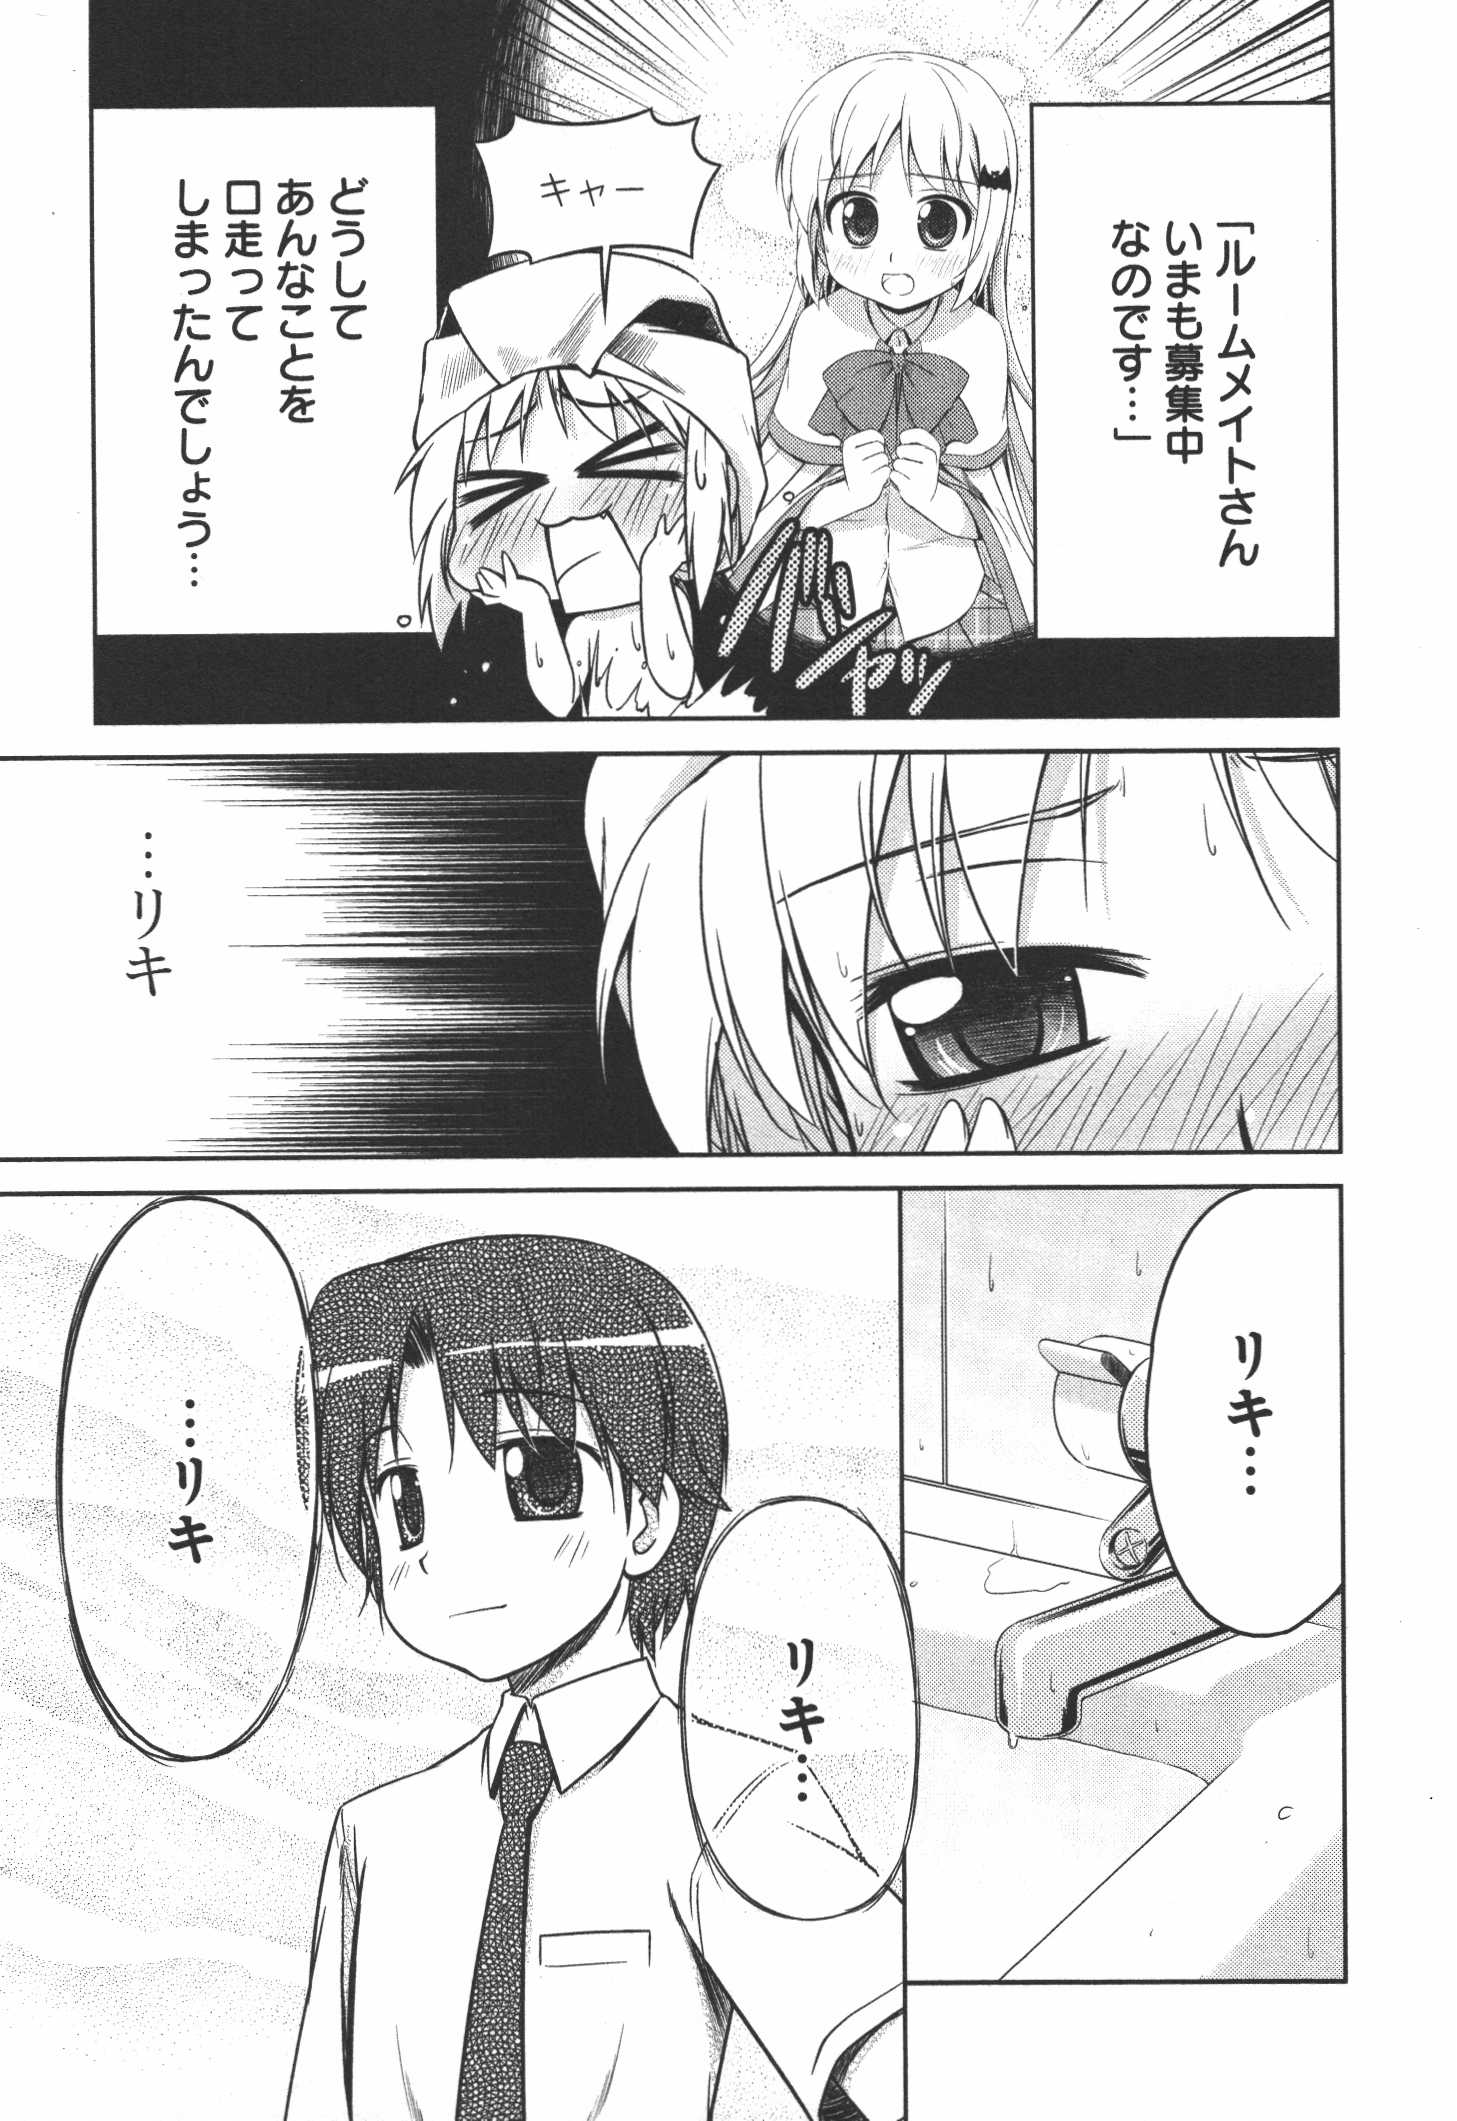 「ルームメイトさん
いまも募集中
なのです…」
キャー
バシャッ
どうして
あんなことを
口走って
しまったんでしょう…
…リキ
リキ…
リキ…
…リキ